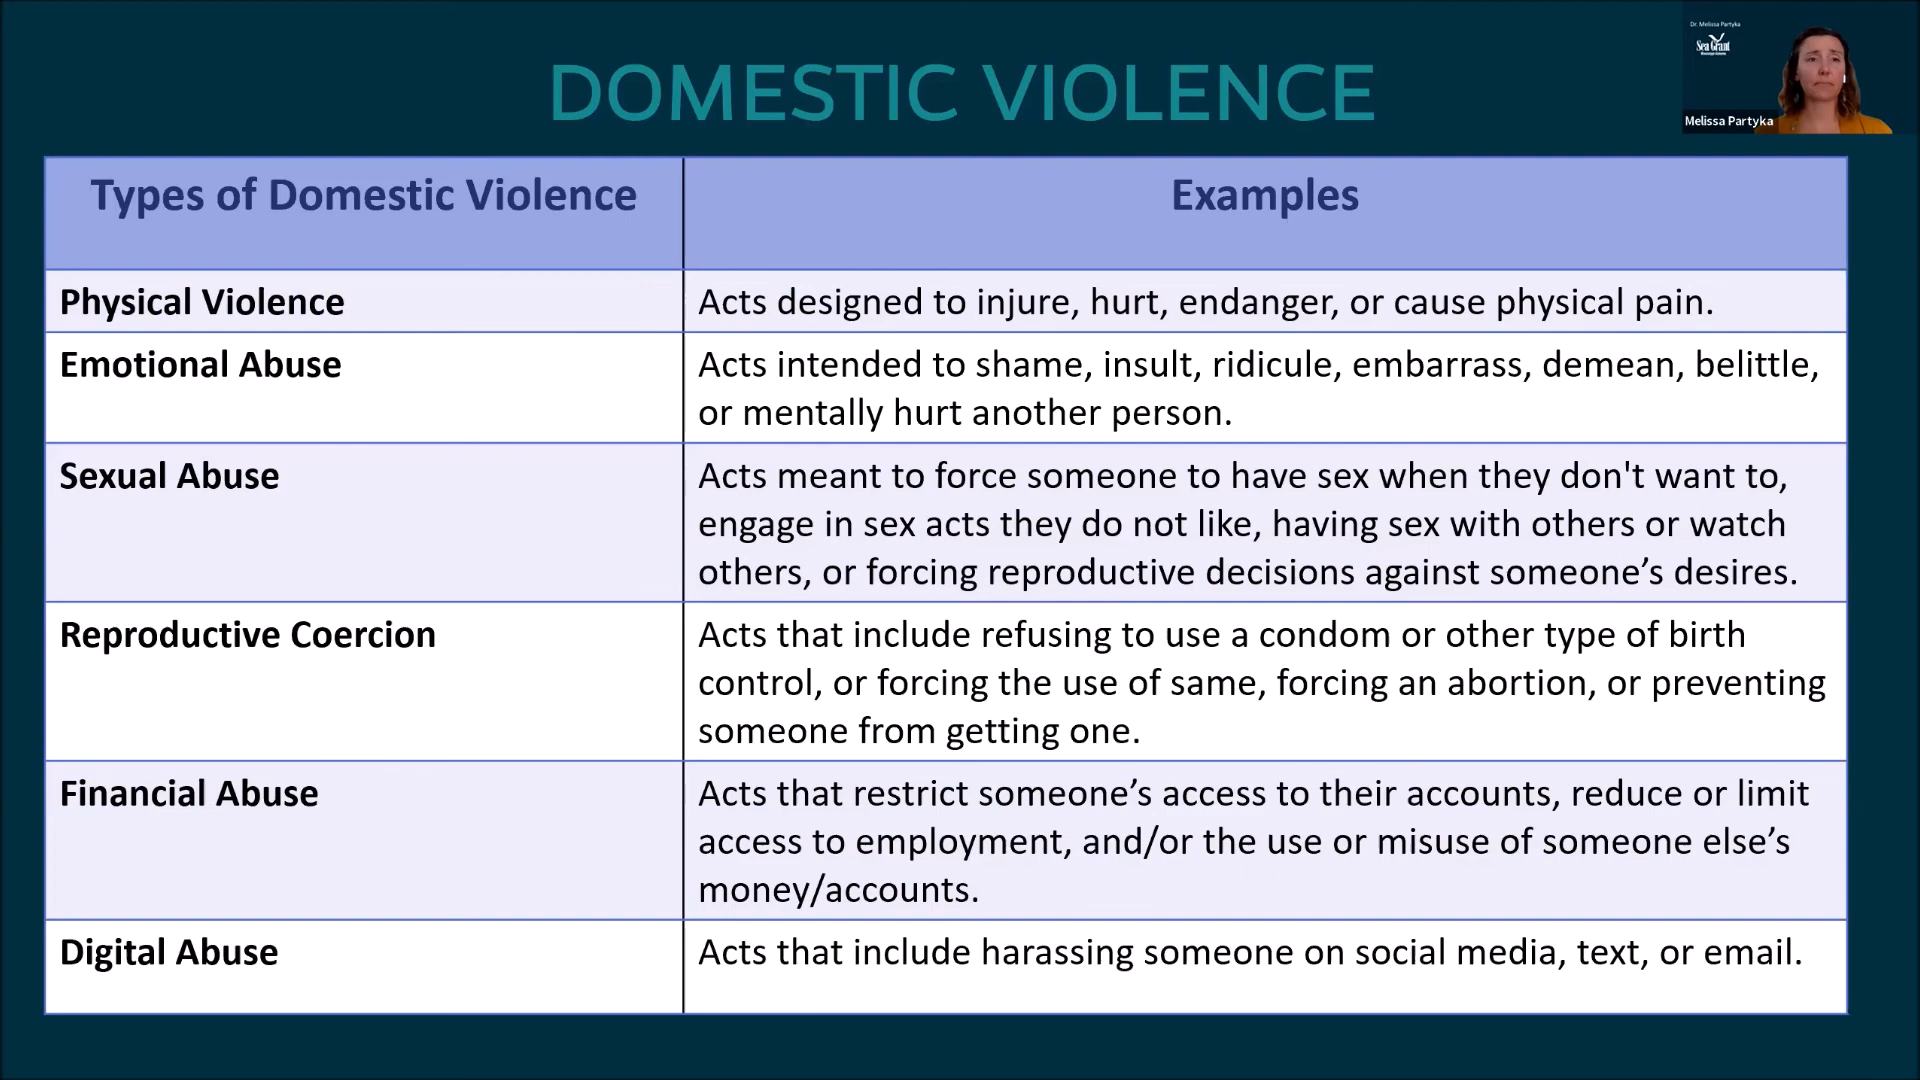 DOMESTIC VIOLENCE
Dr. Melissa Partyka
Sea Grant
Melissa Partyka
Types of Domestic Violence
Examples
Physical Violence
Acts designed to injure, hurt, endanger, or cause physical pain.
Emotional Abuse
Acts intended to shame, insult, ridicule, embarrass, demean, belittle,
or mentally hurt another person.
Sexual Abuse
Acts meant to force someone to have sex when they don't want to,
engage in sex acts they do not like, having sex with others or watch
others, or forcing reproductive decisions against someone’s desires.
Reproductive Coercion
Acts that include refusing to use a condom or other type of birth
control, or forcing the use of same, forcing an abortion, or preventing
someone from getting one.
Financial Abuse
Acts that restrict someone’s access to their accounts, reduce or limit
access to employment, and/or the use or misuse of someone else’s
money/accounts.
Digital Abuse
Acts that include harassing someone on social media, text, or email.